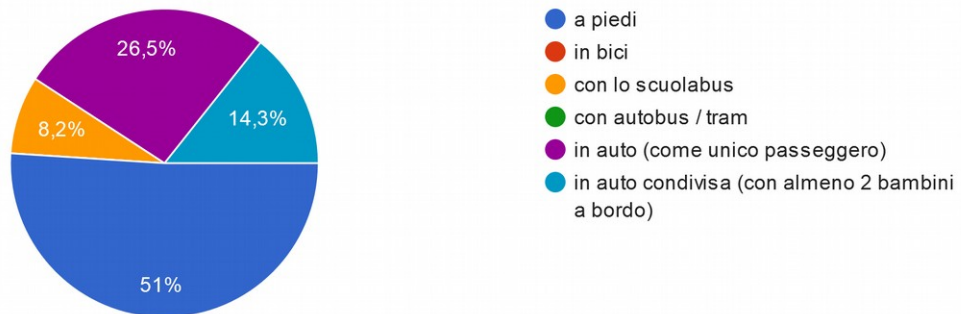 26,5%
14,3%
8,2%
51%
a piedi
in bici
con lo scuolabus
con autobus / tram
in auto (come unico passeggero)
in auto condivisa (con almeno 2 bambini
a bordo)